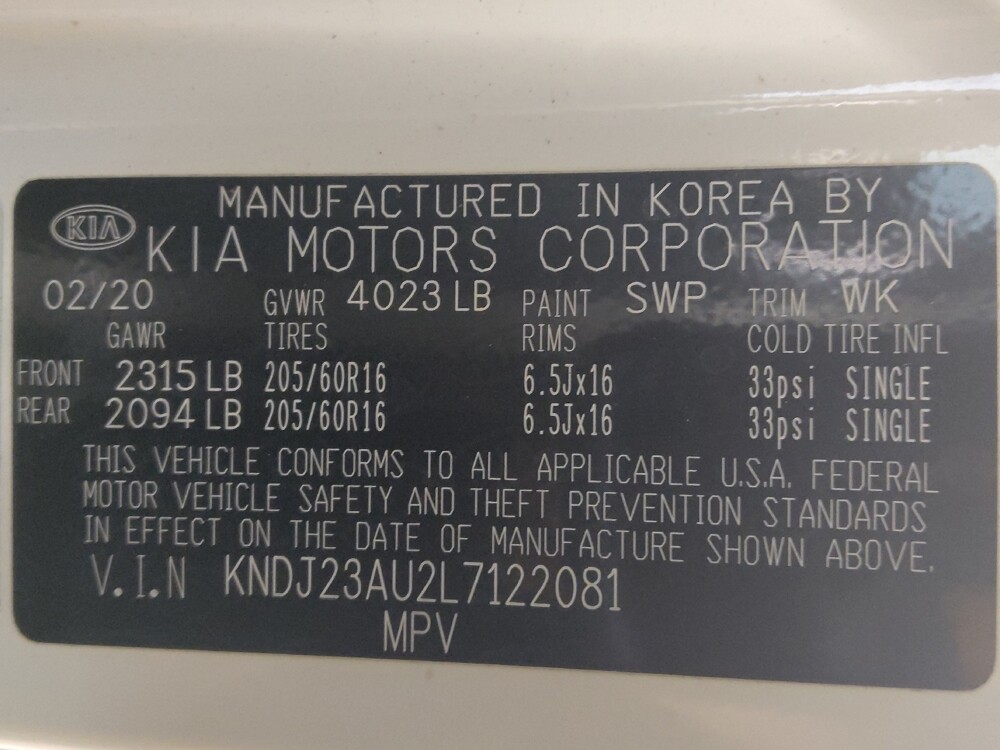 MANUFACTURED IN KOREA BY
KIA KIA MOTORS CORPORATION
02/20 GVWR 4023 LB PAINT SWP TRIM WK
GAWR TIRES RIMS COLD TIRE INFL
FRONT 2315 LB 205/60R16 6.5Jx16 33psi SINGLE
REAR 2094 LB 205/60R16 6.5Jx16 33psi SINGLE
THIS VEHICLE CONFORMS TO ALL APPLICABLE U.S.A. FEDERAL
MOTOR VEHICLE SAFETY AND THEFT PREVENTION STANDARDS
IN EFFECT ON THE DATE OF MANUFACTURE SHOWN ABOVE.
V.I.N KNDJ23AU2L7122081
MPV